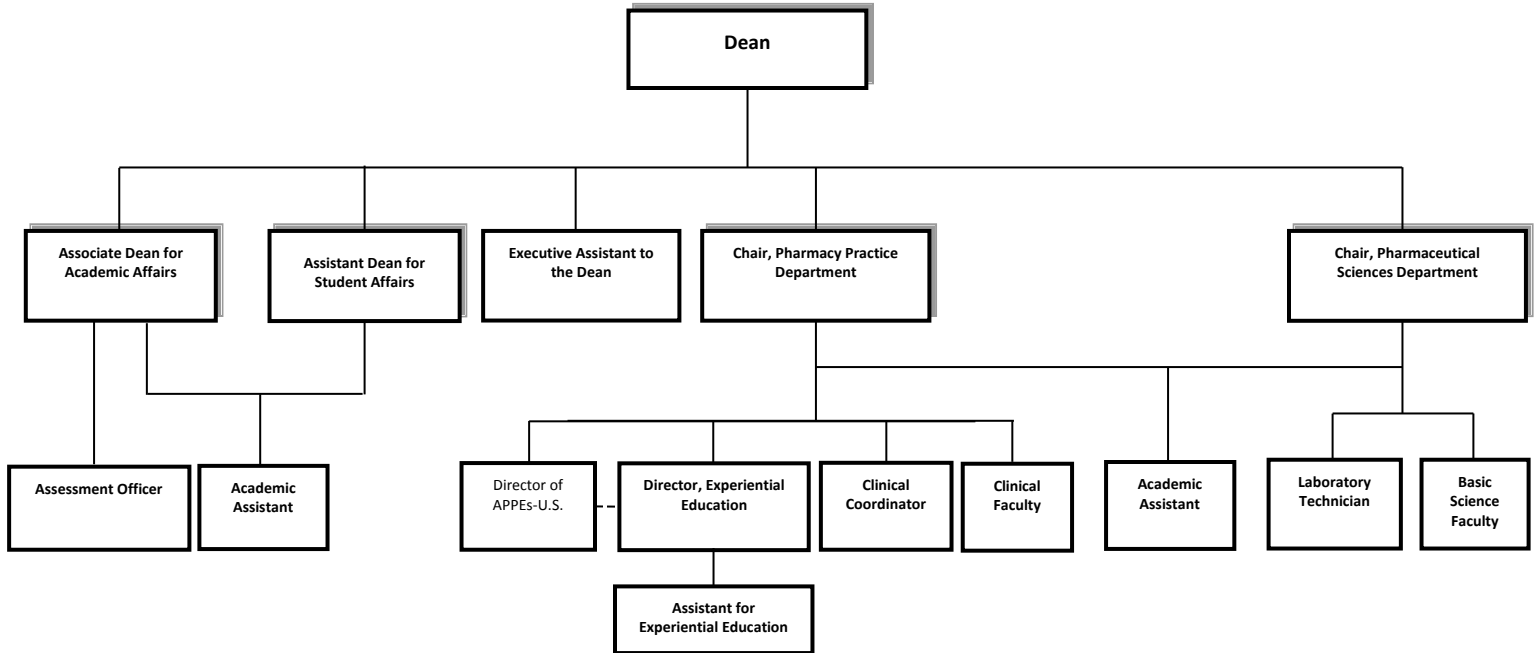 Dean
Associate Dean for
Academic Affairs
Assistant Dean for
Student Affairs
Executive Assistant to
the Dean
Chair, Pharmacy Practice
Department
Chair, Pharmaceutical
Sciences Department
Assessment Officer
Academic
Assistant
Director of
APPEs-U.S.
Director, Experiential
Education
Clinical
Coordinator
Clinical
Faculty
Academic
Assistant
Laboratory
Technician
Basic
Science
Faculty
Assistant for
Experiential Education